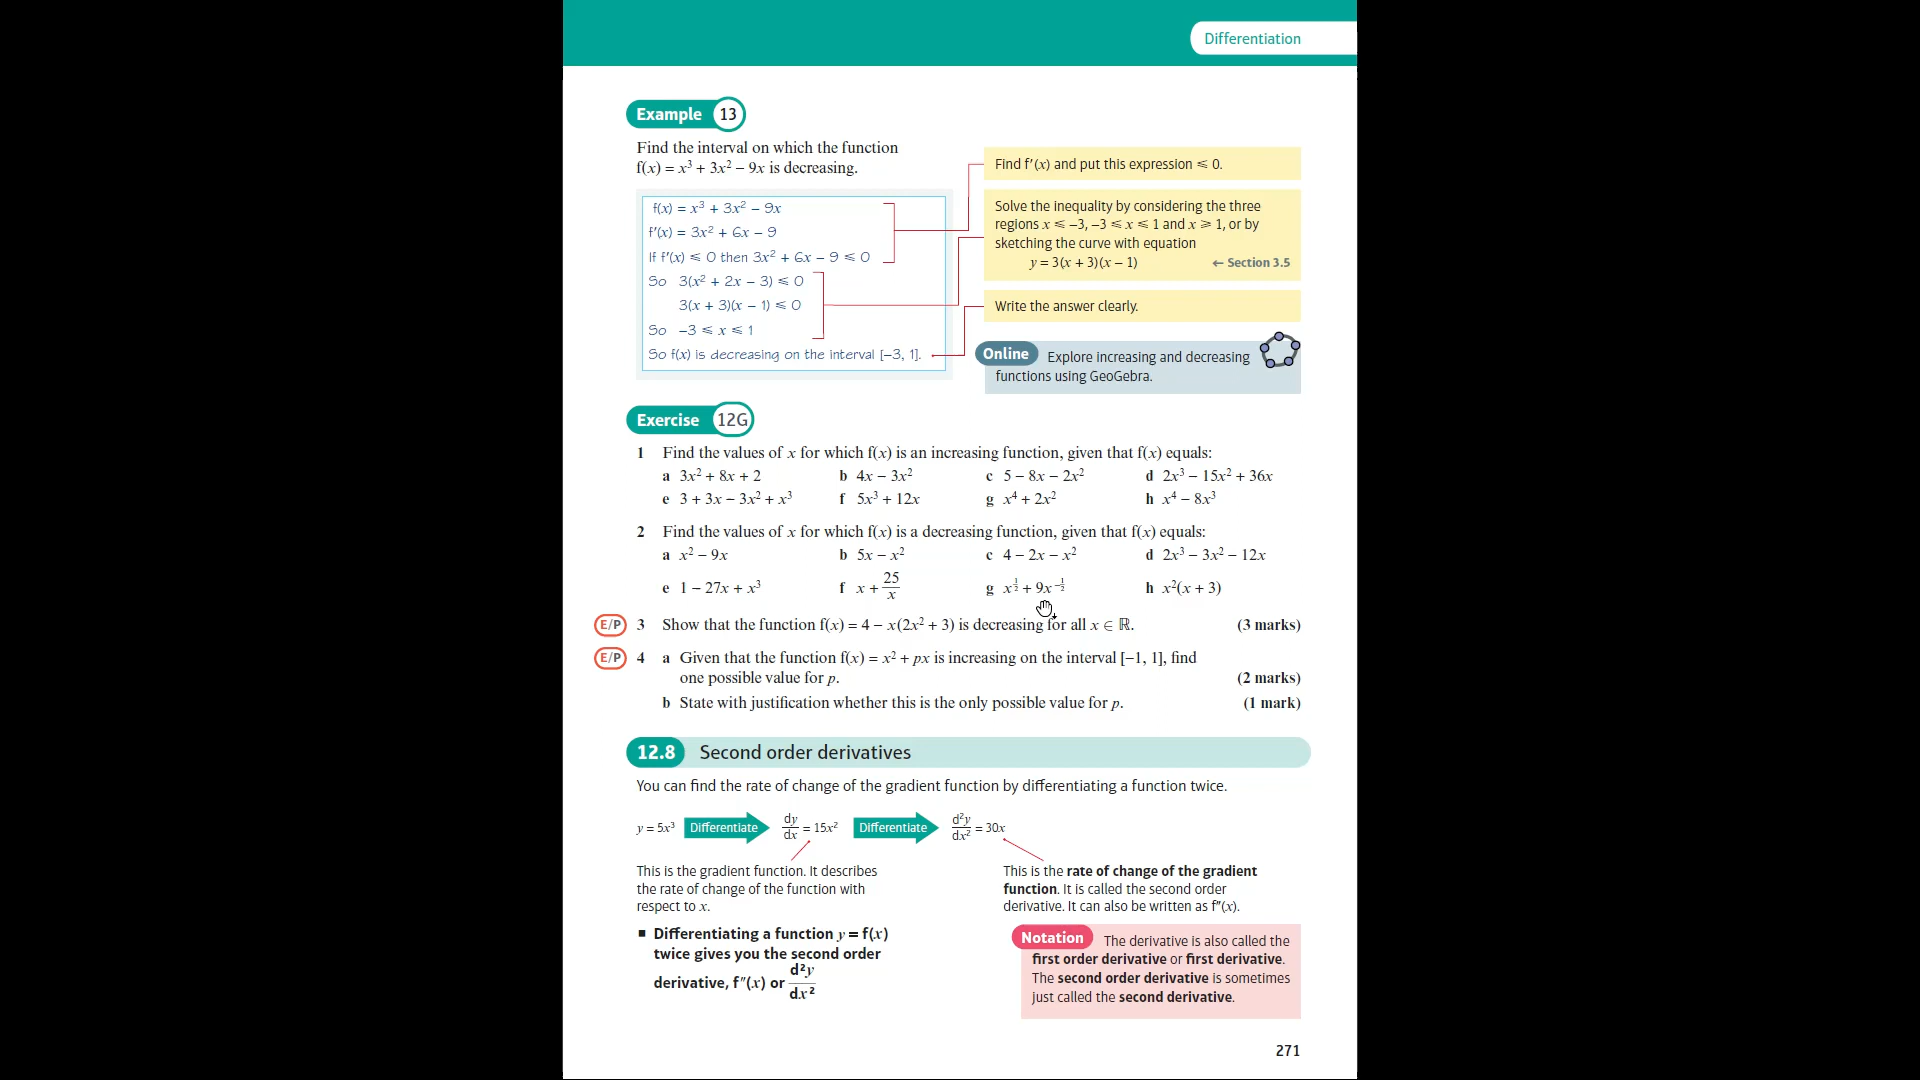 Differentiation
Example 13
Find the interval on which the function
f(x) = x³ + 3x² − 9x is decreasing.
f(x) = x³ + 3x² − 9x
f′(x) = 3x² + 6x − 9
If f′(x) ⩽ 0 then 3x² + 6x − 9 ⩽ 0
So 3(x² + 2x − 3) ⩽ 0
3(x + 3)(x − 1) ⩽ 0
So −3 ⩽ x ⩽ 1
So f(x) is decreasing on the interval [−3, 1].
Find f′(x) and put this expression ⩽ 0.
Solve the inequality by considering the three
regions x ⩽ −3, −3 ⩽ x ⩽ 1 and x ⩾ 1, or by
sketching the curve with equation
y = 3(x + 3)(x − 1) ← Section 3.5
Write the answer clearly.
Online Explore increasing and decreasing
functions using GeoGebra.
Exercise 12G
1 Find the values of x for which f(x) is an increasing function, given that f(x) equals:
a 3x² + 8x + 2 b 4x − 3x² c 5 − 8x − 2x² d 2x³ − 15x² + 36x
e 3 + 3x − 3x² + x³ f 5x³ + 12x g x⁴ + 2x² h x⁴ − 8x³
2 Find the values of x for which f(x) is a decreasing function, given that f(x) equals:
a x² − 9x b 5x − x² c 4 − 2x − x² d 2x³ − 3x² − 12x
e 1 − 27x + x³ f x + 25/x g x^(1/2) + 9x^(−1/2) h x²(x + 3)
E/P 3 Show that the function f(x) = 4 − x(2x² + 3) is decreasing for all x ∈ ℝ. (3 marks)
E/P 4 a Given that the function f(x) = x² + px is increasing on the interval [−1, 1], find
one possible value for p. (2 marks)
b State with justification whether this is the only possible value for p. (1 mark)
12.8 Second order derivatives
You can find the rate of change of the gradient function by differentiating a function twice.
y = 5x³ Differentiate dy/dx = 15x² Differentiate d²y/dx² = 30x
This is the gradient function. It describes
the rate of change of the function with
respect to x.
This is the rate of change of the gradient
function. It is called the second order
derivative. It can also be written as f″(x).
■ Differentiating a function y = f(x)
twice gives you the second order
derivative, f″(x) or d²y/dx²
Notation The derivative is also called the
first order derivative or first derivative.
The second order derivative is sometimes
just called the second derivative.
271